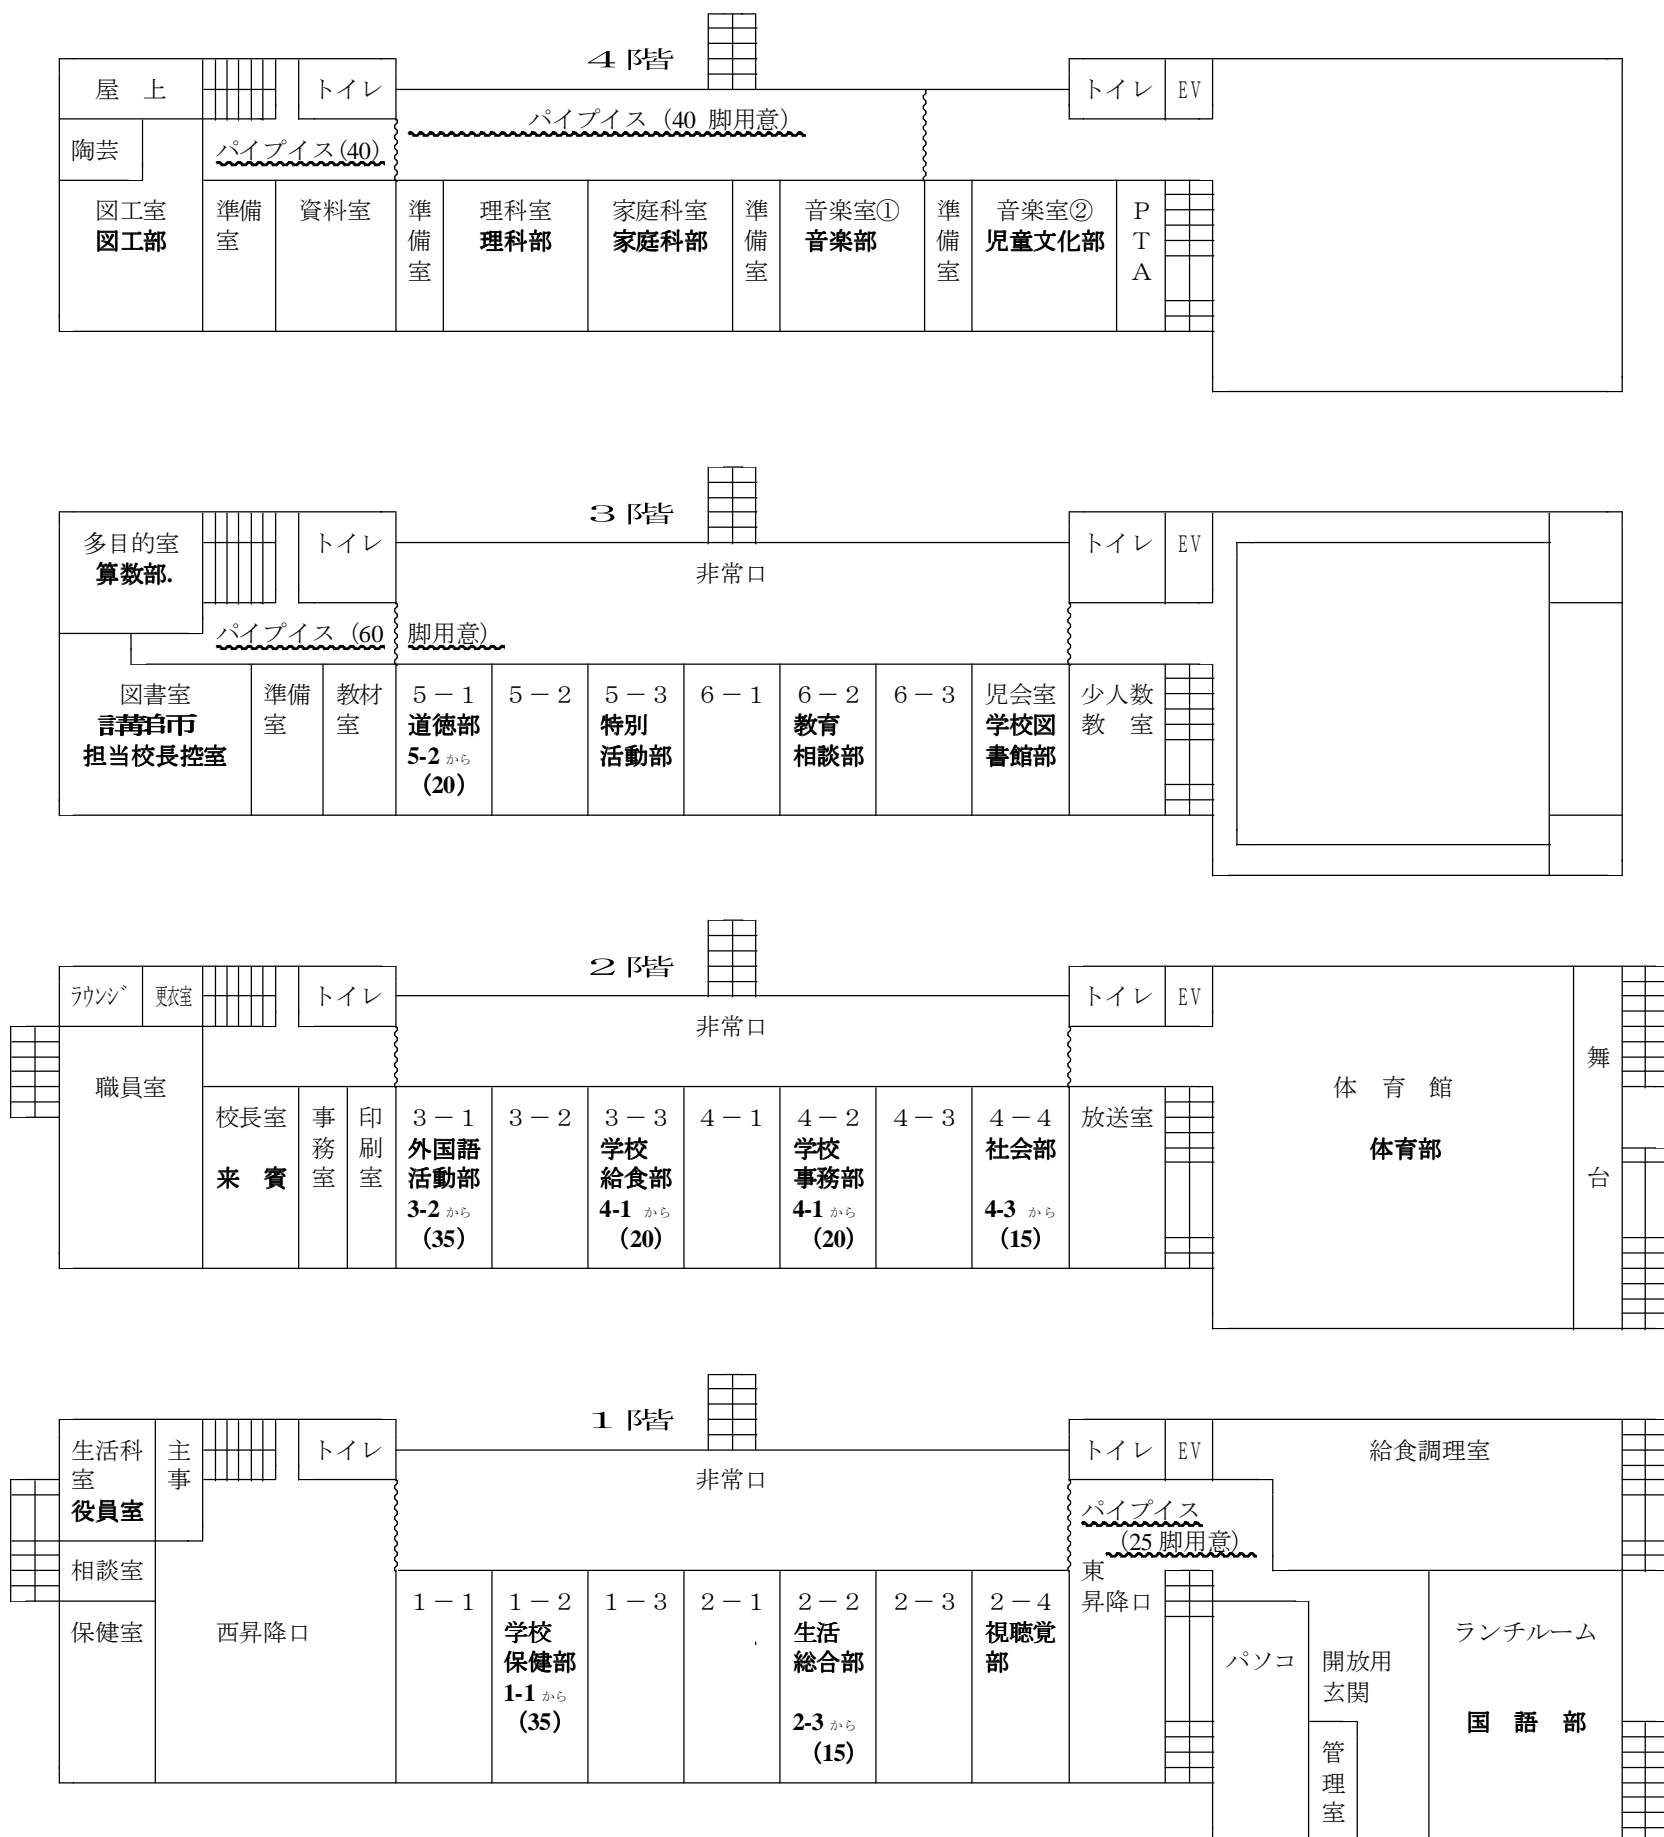 4 階
屋 上
トイレ
トイレ
EV
パイプイス（40 脚用意）
陶芸
パイプイス(40)
図工室
図工部
準備
室
資料室
準
備
室
理科室
理科部
家庭科室
家庭科部
準
備
室
音楽室①
音楽部
準
備
室
音楽室②
児童文化部
P
T
A
3 階
多目的室
算数部.
トイレ
トイレ
EV
非常口
パイプイス（60 脚用意）
図書室
担当校長控室
準備
室
教材
室
5－1
道徳部
5-2 から
（20）
5－2
5－3
特別
活動部
6－1
6－2
教育
相談部
6－3
児会室
学校図
書館部
少人数
教 室
2 階
ラウンジ
更衣室
トイレ
トイレ
EV
非常口
職員室
校長室
来 賓
事
務
室
印
刷
室
3－1
外国語
活動部
3-2 から
（35）
3－2
3－3
学校
給食部
4-1 から
（20）
4－1
4－2
学校
事務部
4-1 から
（20）
4－3
4－4
社会部
4-3 から
（15）
放送室
体 育 館
体育部
舞
台
1 階
生活科
室
役員室
主
事
トイレ
トイレ
EV
給食調理室
非常口
パイプイス
（25 脚用意）
相談室
保健室
西昇降口
1－1
1－2
学校
保健部
1-1 から
（35）
1－3
2－1
2－2
生活
総合部
2-3 から
（15）
2－3
2－4
視聴覚
部
東
昇降口
パソコ
開放用
玄関
管
理
室
ランチルーム
国 語 部